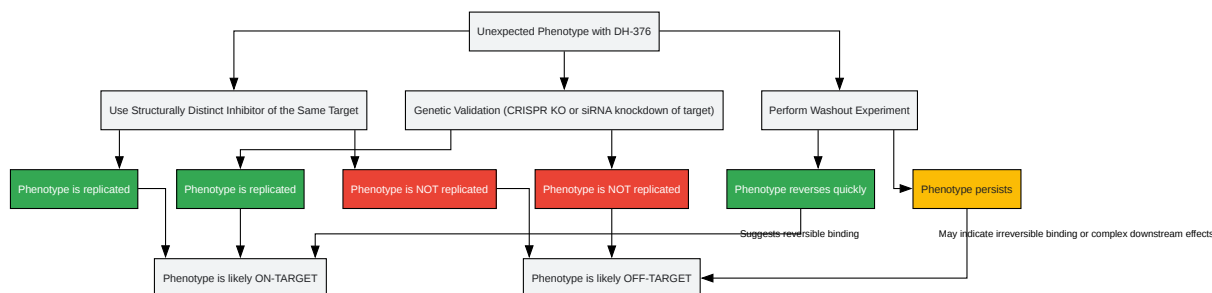 Unexpected Phenotype with DH-376
Use Structurally Distinct Inhibitor of the Same Target
Genetic Validation (CRISPR KO or siRNA knockdown of target)
Perform Washout Experiment
Phenotype is replicated
Phenotype is replicated
Phenotype is NOT replicated
Phenotype is NOT replicated
Phenotype reverses quickly
Phenotype persists
Suggests reversible binding
May indicate irreversible binding or complex downstream effects
Phenotype is likely ON-TARGET
Phenotype is likely OFF-TARGET